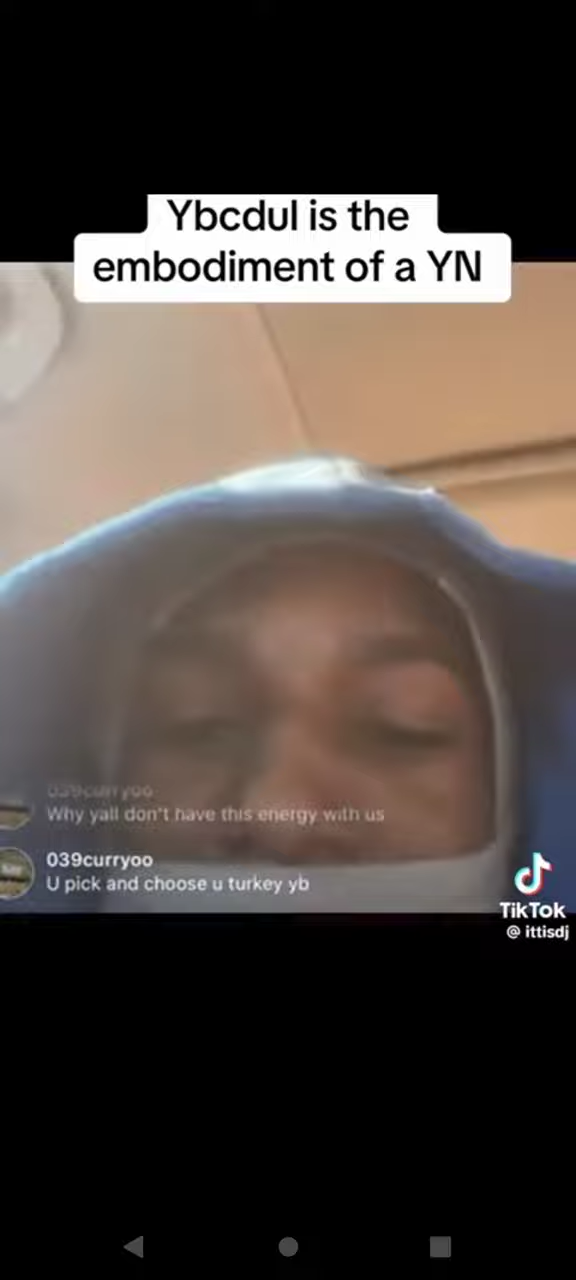 Ybcdul is the
embodiment of a YN
039curryoo
Why yall don't have this energy with us
039curryoo
U pick and choose u turkey yb
TikTok
@ ittisdj